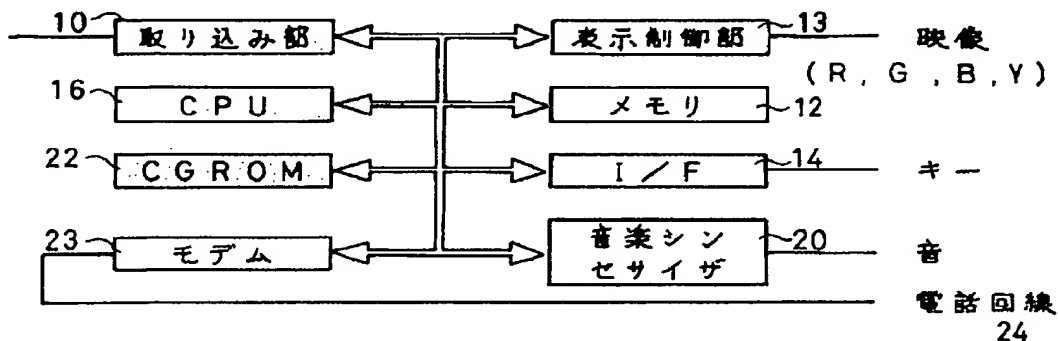 10 取り込み部
表示制御部 13 映像
(R, G, B, Y)
16 CPU
メモリ 12
22 CGROM
I/F 14 キー
23 モデム
音楽シン
セサイザ 20 音
電話回線
24